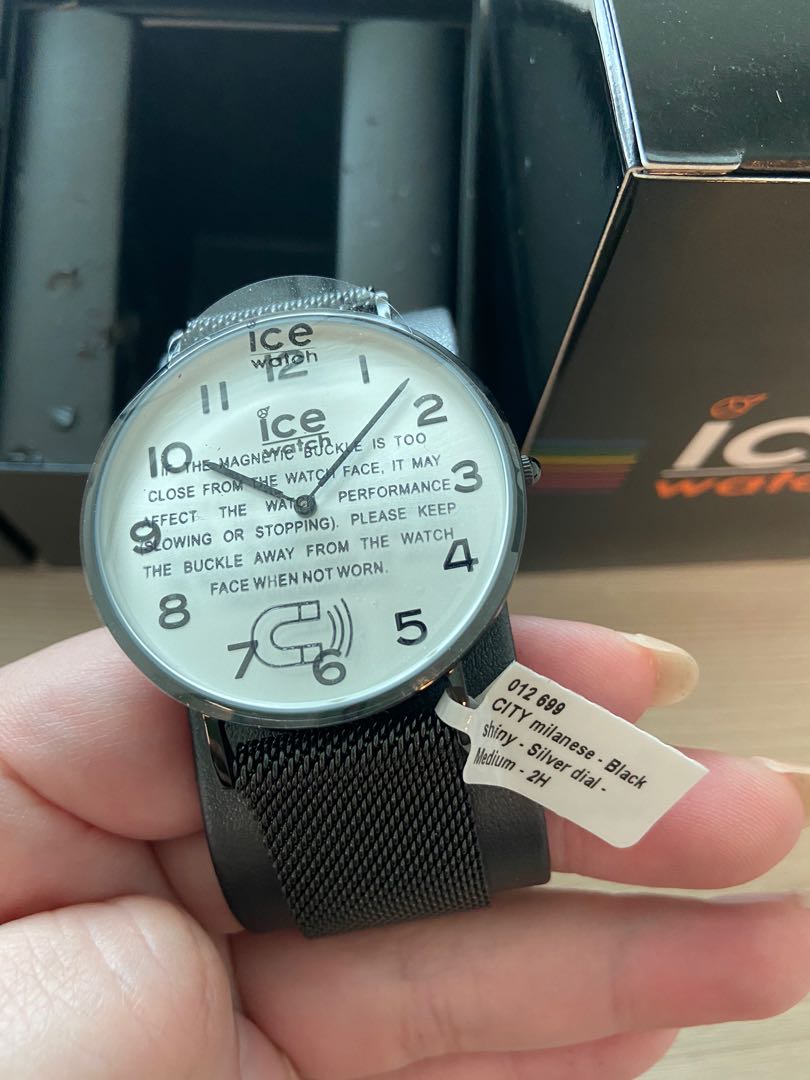 ice
watch
12
11
1
10
2
ice
watch
IF THE MAGNETIC BUCKLE IS TOO
CLOSE FROM THE WATCH FACE, IT MAY
AFFECT THE WATCH PERFORMANCE
(SLOWING OR STOPPING). PLEASE KEEP
THE BUCKLE AWAY FROM THE WATCH
FACE WHEN NOT WORN.
3
9
4
8
5
7
6
012 699
CITY milanese - Black
shiny - Silver dial -
Medium - 2H
ic
watc